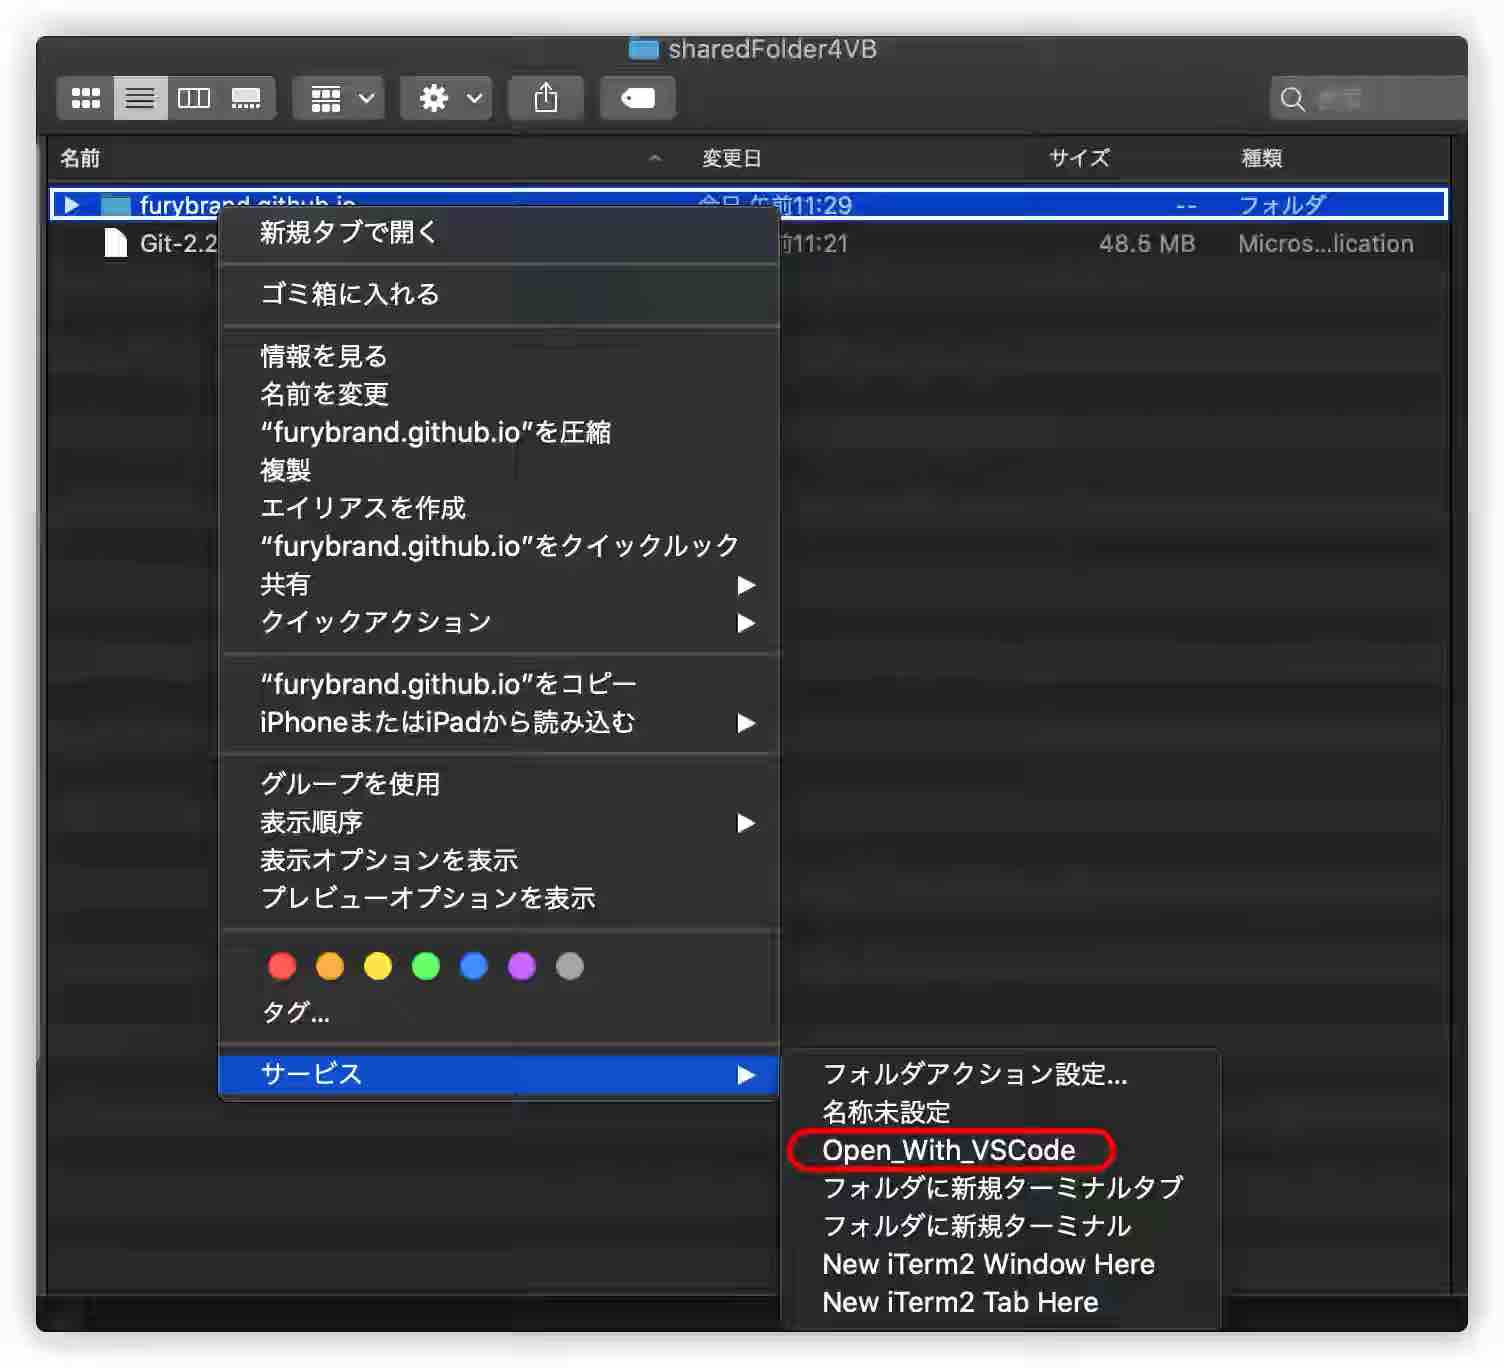 sharedFolder4VB
名前 変更日 サイズ 種類
furybrand.github.io 今日 午前11:29 -- フォルダ
Git-2.2 前11:21 48.5 MB Micros...lication
新規タブで開く
ゴミ箱に入れる
情報を見る
名前を変更
“furybrand.github.io”を圧縮
複製
エイリアスを作成
“furybrand.github.io”をクイックルック
共有
クイックアクション
“furybrand.github.io”をコピー
iPhoneまたはiPadから読み込む
グループを使用
表示順序
表示オプションを表示
プレビューオプションを表示
タグ...
サービス
フォルダアクション設定...
名称未設定
Open_With_VSCode
フォルダに新規ターミナルタブ
フォルダに新規ターミナル
New iTerm2 Window Here
New iTerm2 Tab Here